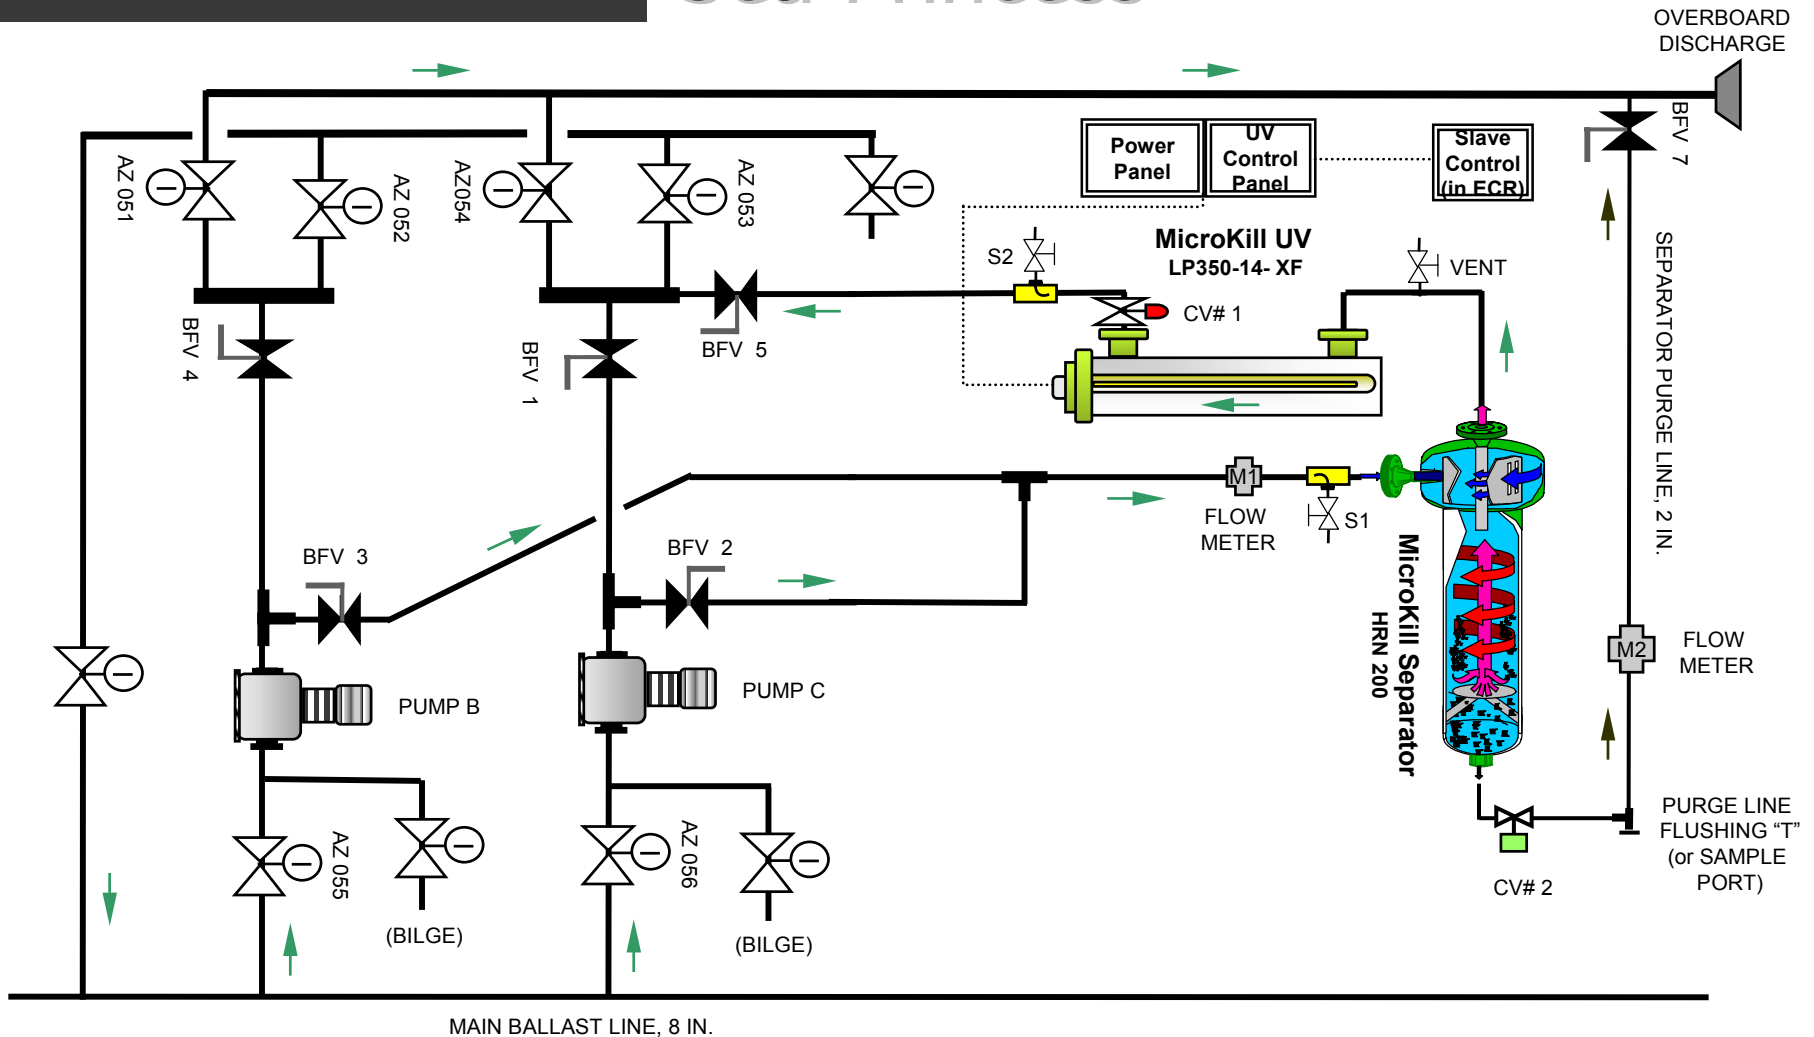 OVERBOARD
DISCHARGE
BFV 7
AZ 051
AZ 052
AZ054
AZ 053
Power
Panel
UV
Control
Panel
Slave
Control
(in ECR)
MicroKill UV
LP350-14- XF
S2
VENT
CV# 1
SEPARATOR PURGE LINE, 2 IN.
BFV 4
BFV 1
BFV 5
M1
FLOW
METER
S1
BFV 3
BFV 2
MicroKill Separator
HRN 200
M2
FLOW
METER
PUMP B
PUMP C
PURGE LINE
FLUSHING “T”
(or SAMPLE
PORT)
AZ 055
AZ 056
CV# 2
(BILGE)
(BILGE)
MAIN BALLAST LINE, 8 IN.